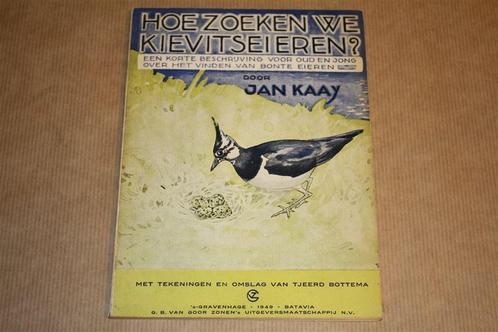 HOE ZOEKEN WE
KIEVITSEIEREN?
EEN KORTE BESCHRIJVING VOOR OUD EN JONG
OVER HET VINDEN VAN BONTE EIEREN
DOOR
JAN KAAY
MET TEKENINGEN EN OMSLAG VAN TJEERD BOTTEMA
's-GRAVENHAGE - 1949 - BATAVIA
G. B. VAN GOOR ZONEN's UITGEVERSMAATSCHAPPIJ N.V.